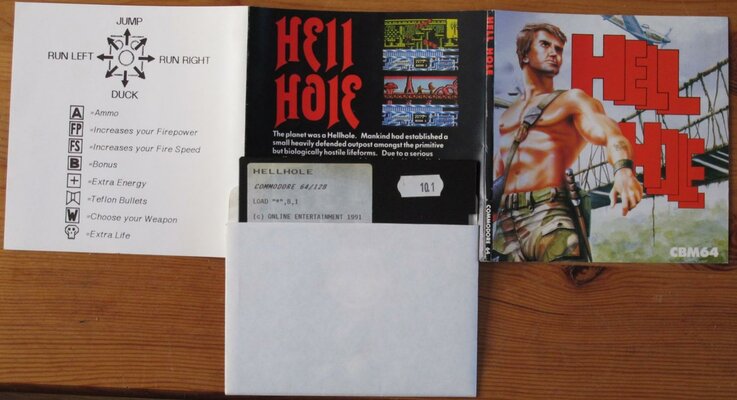 JUMP
RUN LEFT
RUN RIGHT
DUCK
A =Ammo
FP =Increases your Firepower
FS =Increases your Fire Speed
B =Bonus
+ =Extra Energy
=Teflon Bullets
W =Choose your Weapon
=Extra Life
HEll
HOlE
The planet was a Hellhole. Mankind had established a
small heavily defended outpost amongst the primitive
but biologically hostile lifeforms. Due to a serious
HELLHOLE
COMMODORE 64/128
LOAD "*",8,1
(c) ONLINE ENTERTAINMENT 1991
101
HELL HOLE
COMMODORE 64
HELL
HOLE
CBM64